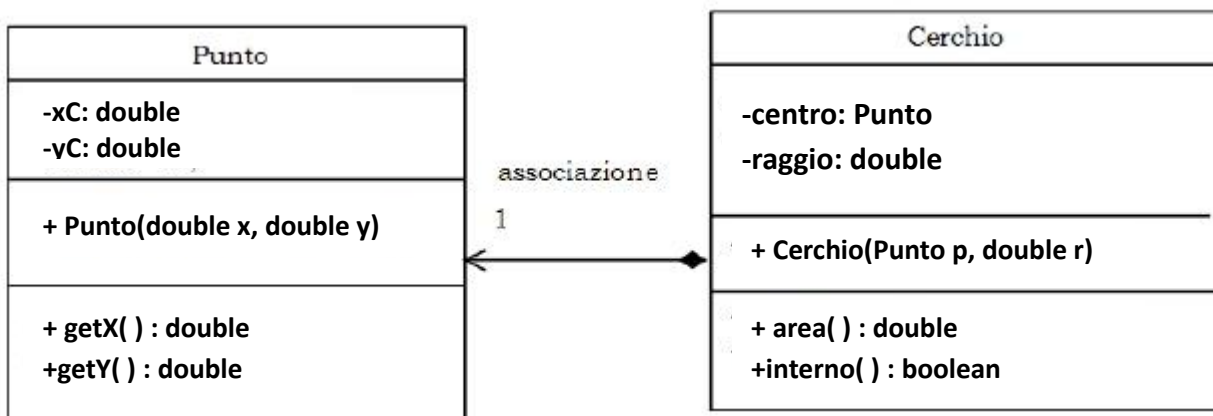 Punto
-xC: double
-yC: double
+ Punto(double x, double y)
+ getX( ) : double
+getY( ) : double
associazione
1
Cerchio
-centro: Punto
-raggio: double
+ Cerchio(Punto p, double r)
+ area( ) : double
+interno( ) : boolean